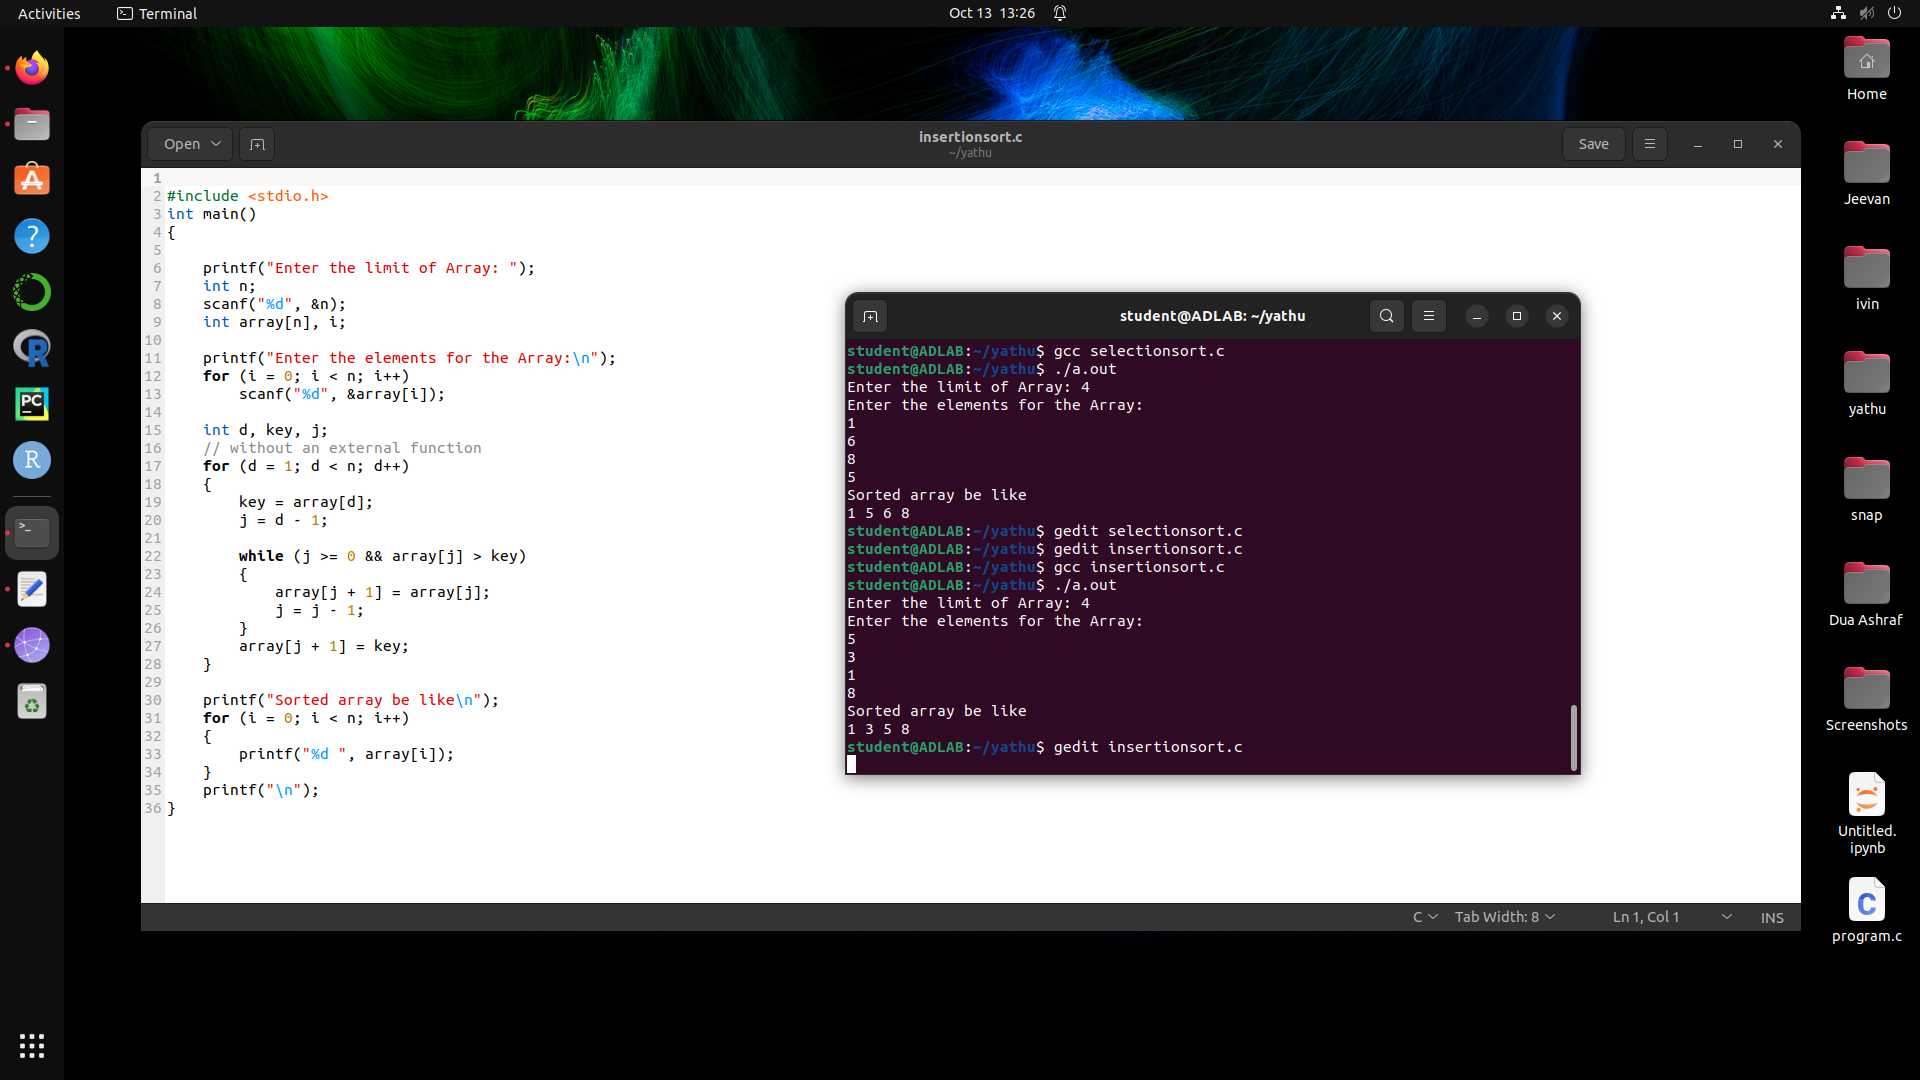 Activities
Terminal
Oct 13 13:26
Open
insertionsort.c
~/yathu
Save
1
2 #include <stdio.h>
3 int main()
4 {
5
6     printf("Enter the limit of Array: ");
7     int n;
8     scanf("%d", &n);
9     int array[n], i;
10
11     printf("Enter the elements for the Array:\n");
12     for (i = 0; i < n; i++)
13         scanf("%d", &array[i]);
14
15     int d, key, j;
16     // without an external function
17     for (d = 1; d < n; d++)
18     {
19         key = array[d];
20         j = d - 1;
21
22         while (j >= 0 && array[j] > key)
23         {
24             array[j + 1] = array[j];
25             j = j - 1;
26         }
27         array[j + 1] = key;
28     }
29
30     printf("Sorted array be like\n");
31     for (i = 0; i < n; i++)
32     {
33         printf("%d ", array[i]);
34     }
35     printf("\n");
36 }
C
Tab Width: 8
Ln 1, Col 1
INS
student@ADLAB: ~/yathu
student@ADLAB:~/yathu$ gcc selectionsort.c
student@ADLAB:~/yathu$ ./a.out
Enter the limit of Array: 4
Enter the elements for the Array:
1
6
8
5
Sorted array be like
1 5 6 8
student@ADLAB:~/yathu$ gedit selectionsort.c
student@ADLAB:~/yathu$ gedit insertionsort.c
student@ADLAB:~/yathu$ gcc insertionsort.c
student@ADLAB:~/yathu$ ./a.out
Enter the limit of Array: 4
Enter the elements for the Array:
5
3
1
8
Sorted array be like
1 3 5 8
student@ADLAB:~/yathu$ gedit insertionsort.c
Home
Jeevan
ivin
yathu
snap
Dua Ashraf
Screenshots
Untitled.
ipynb
C
program.c
A
?
R
PC
R
>_